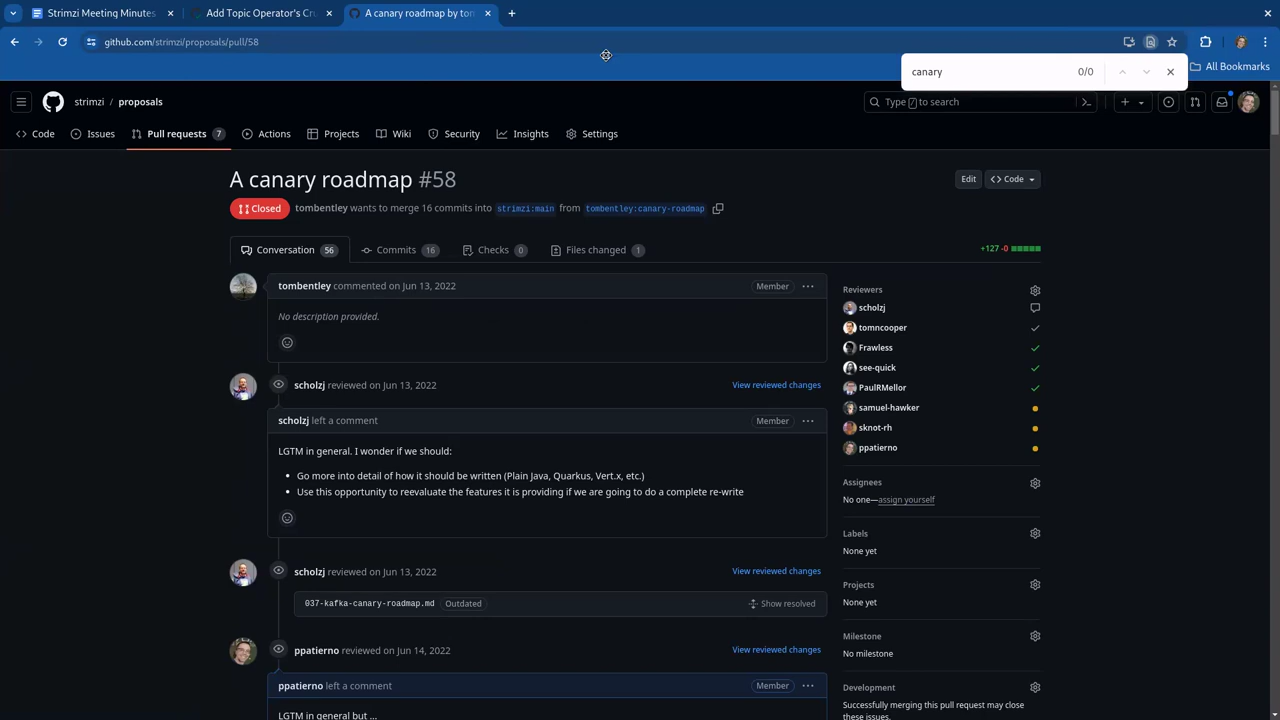 Strimzi Meeting Minutes
Add Topic Operator's Cru
A canary roadmap by tom
github.com/strimzi/proposals/pull/58
canary
0/0
All Bookmarks
strimzi / proposals
Type / to search
Code
Issues
Pull requests 7
Actions
Projects
Wiki
Security
Insights
Settings
A canary roadmap #58
Edit
<> Code
Closed
tombentley wants to merge 16 commits into strimzi:main from tombentley:canary-roadmap
Conversation 56
Commits 16
Checks 0
Files changed 1
+127 -0
tombentley commented on Jun 13, 2022
Member
No description provided.
scholzj reviewed on Jun 13, 2022
View reviewed changes
scholzj left a comment
Member
LGTM in general. I wonder if we should:
• Go more into detail of how it should be written (Plain Java, Quarkus, Vert.x, etc.)
• Use this opportunity to reevaluate the features it is providing if we are going to do a complete re-write
scholzj reviewed on Jun 13, 2022
View reviewed changes
037-kafka-canary-roadmap.md Outdated
Show resolved
ppatierno reviewed on Jun 14, 2022
View reviewed changes
ppatierno left a comment
Member
LGTM in general but ...
Reviewers
scholzj
tomncooper
Frawless
see-quick
PaulRMellor
samuel-hawker
sknot-rh
ppatierno
Assignees
No one—assign yourself
Labels
None yet
Projects
None yet
Milestone
No milestone
Development
Successfully merging this pull request may close
these issues.